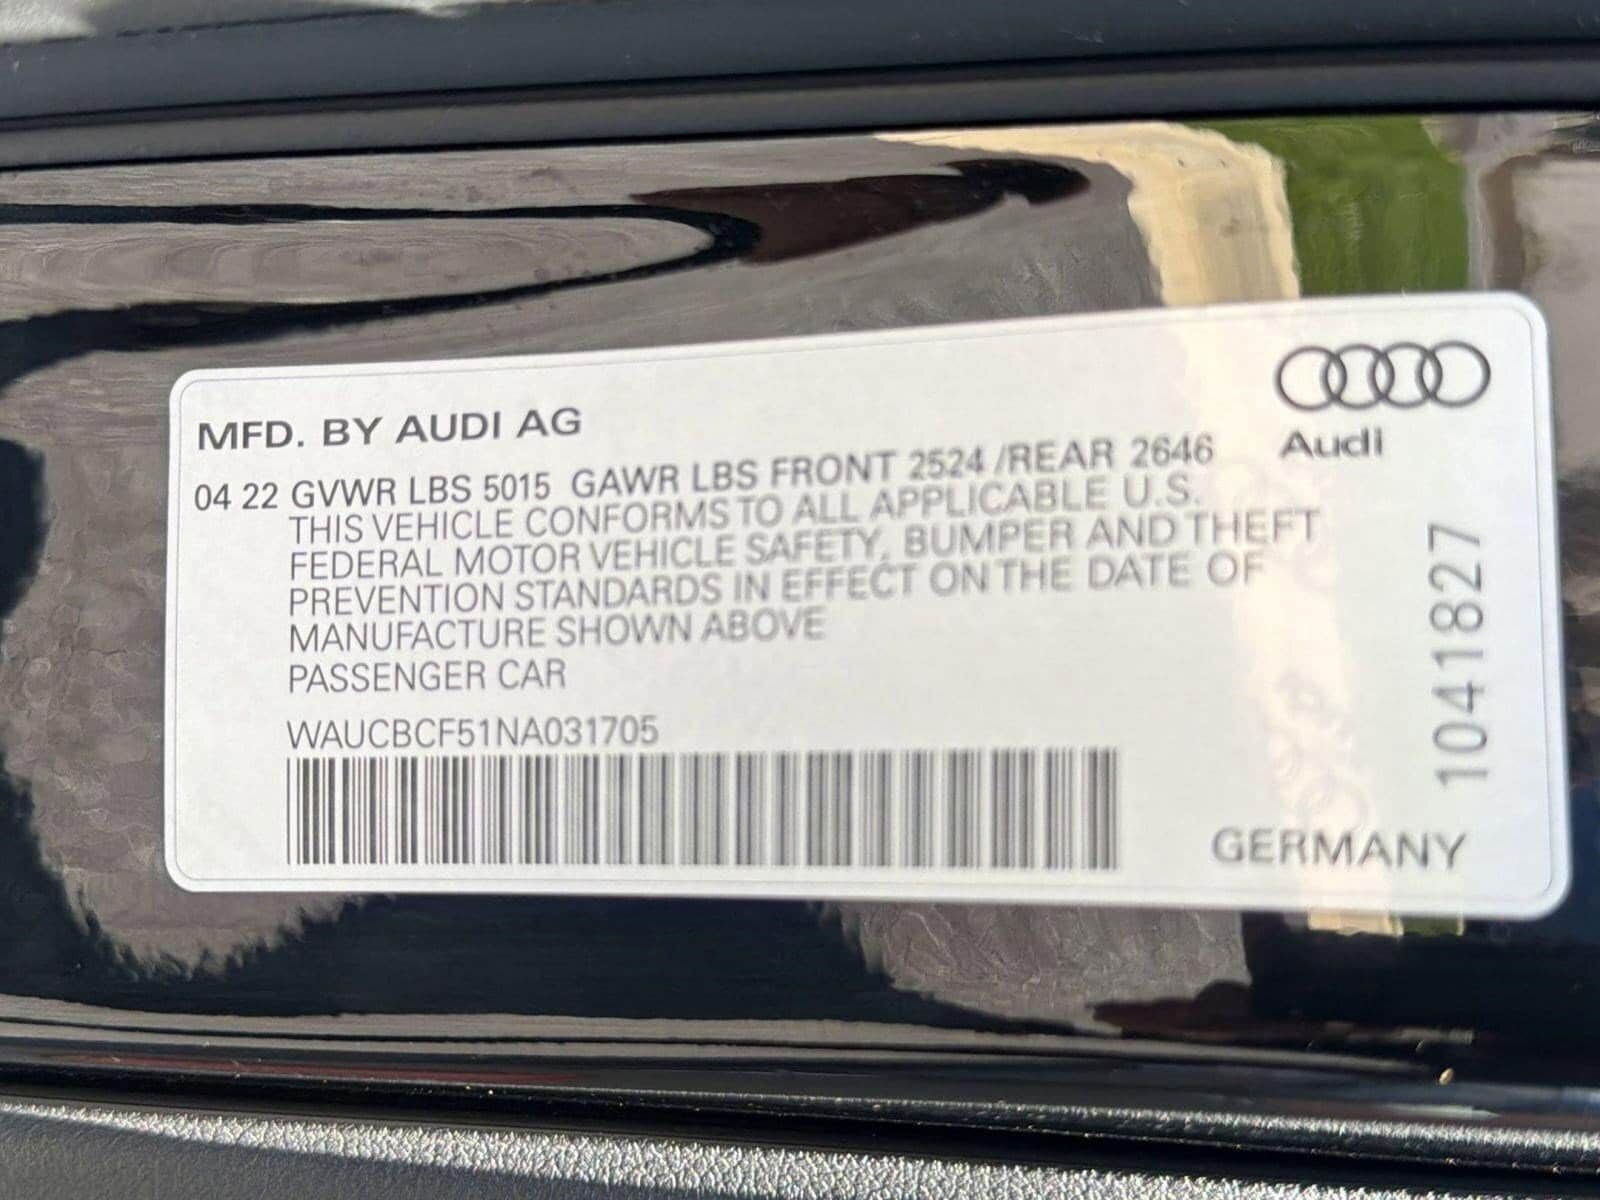 MFD. BY AUDI AG
Audi
04 22 GVWR LBS 5015 GAWR LBS FRONT 2524 /REAR 2646
THIS VEHICLE CONFORMS TO ALL APPLICABLE U.S.
FEDERAL MOTOR VEHICLE SAFETY, BUMPER AND THEFT
PREVENTION STANDARDS IN EFFECT ON THE DATE OF
MANUFACTURE SHOWN ABOVE
PASSENGER CAR
WAUCBCF51NA031705
1041827
GERMANY